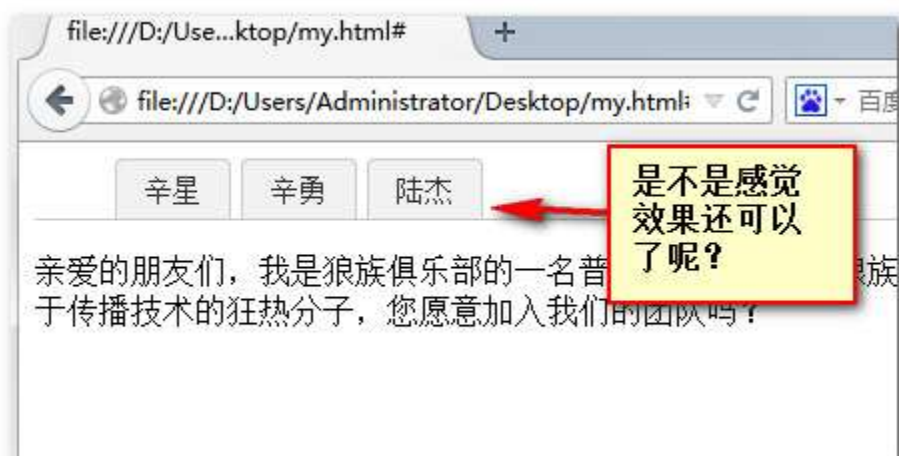 file:///D:/Use...ktop/my.html#
+
file:///D:/Users/Administrator/Desktop/my.html
百度
辛星
辛勇
陆杰
是不是感觉
效果还可以
了呢？
亲爱的朋友们，我是狼族俱乐部的一名普
狼族
于传播技术的狂热分子，您愿意加入我们的团队吗？